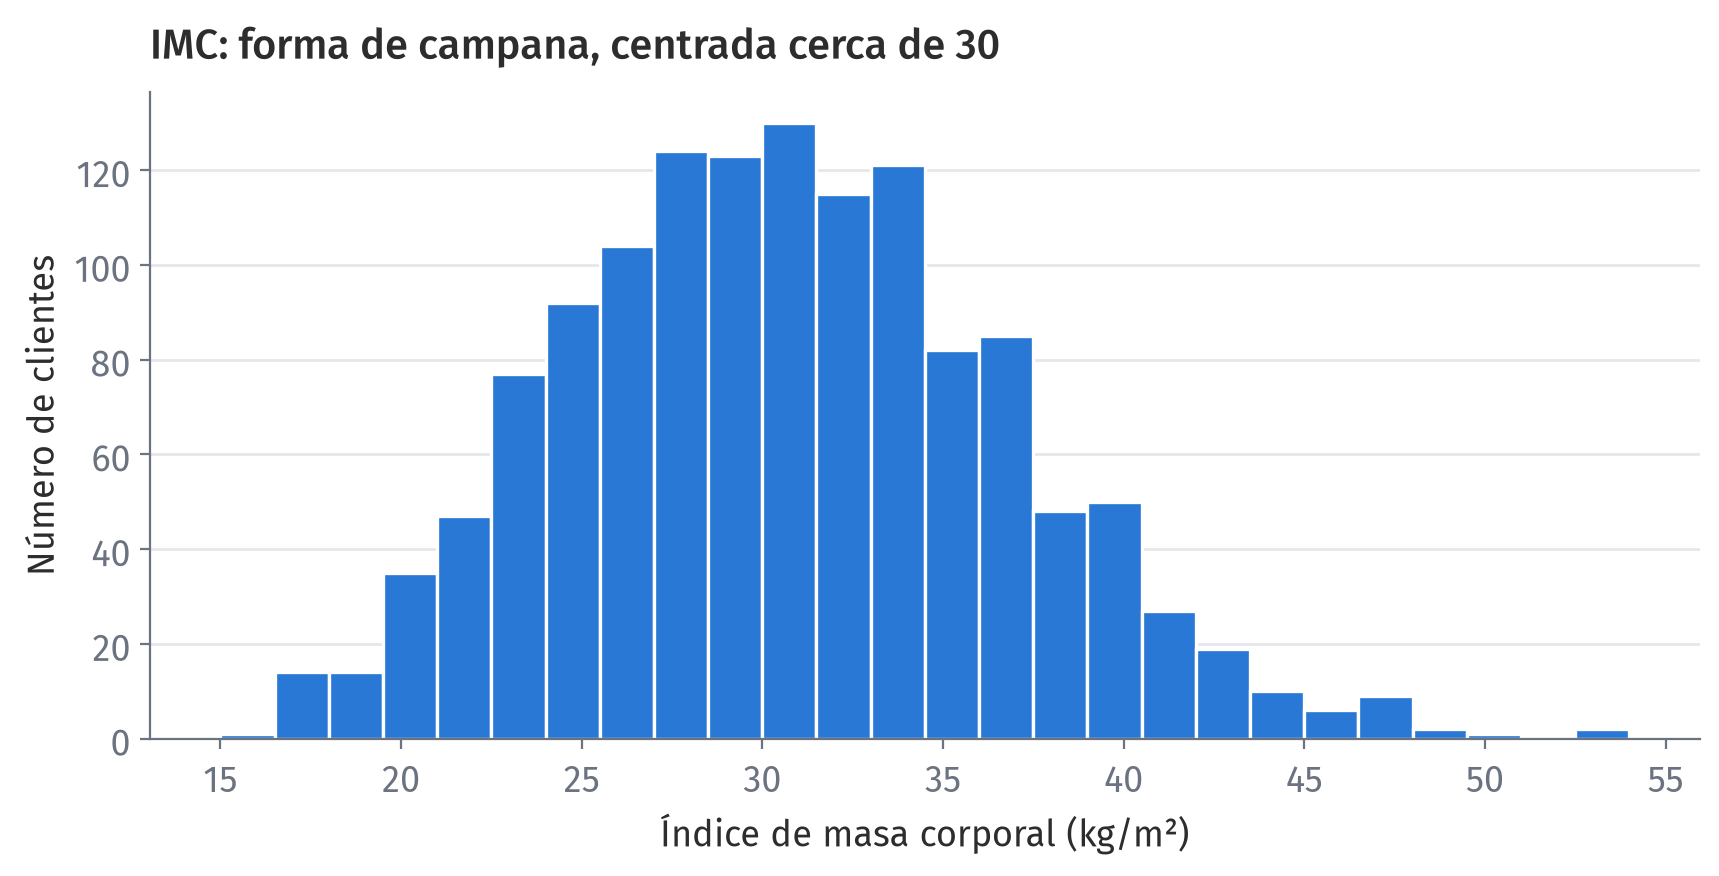 IMC: forma de campana, centrada cerca de 30
Número de clientes
120
100
80
60
40
20
0
15 20 25 30 35 40 45 50 55
Índice de masa corporal (kg/m²)